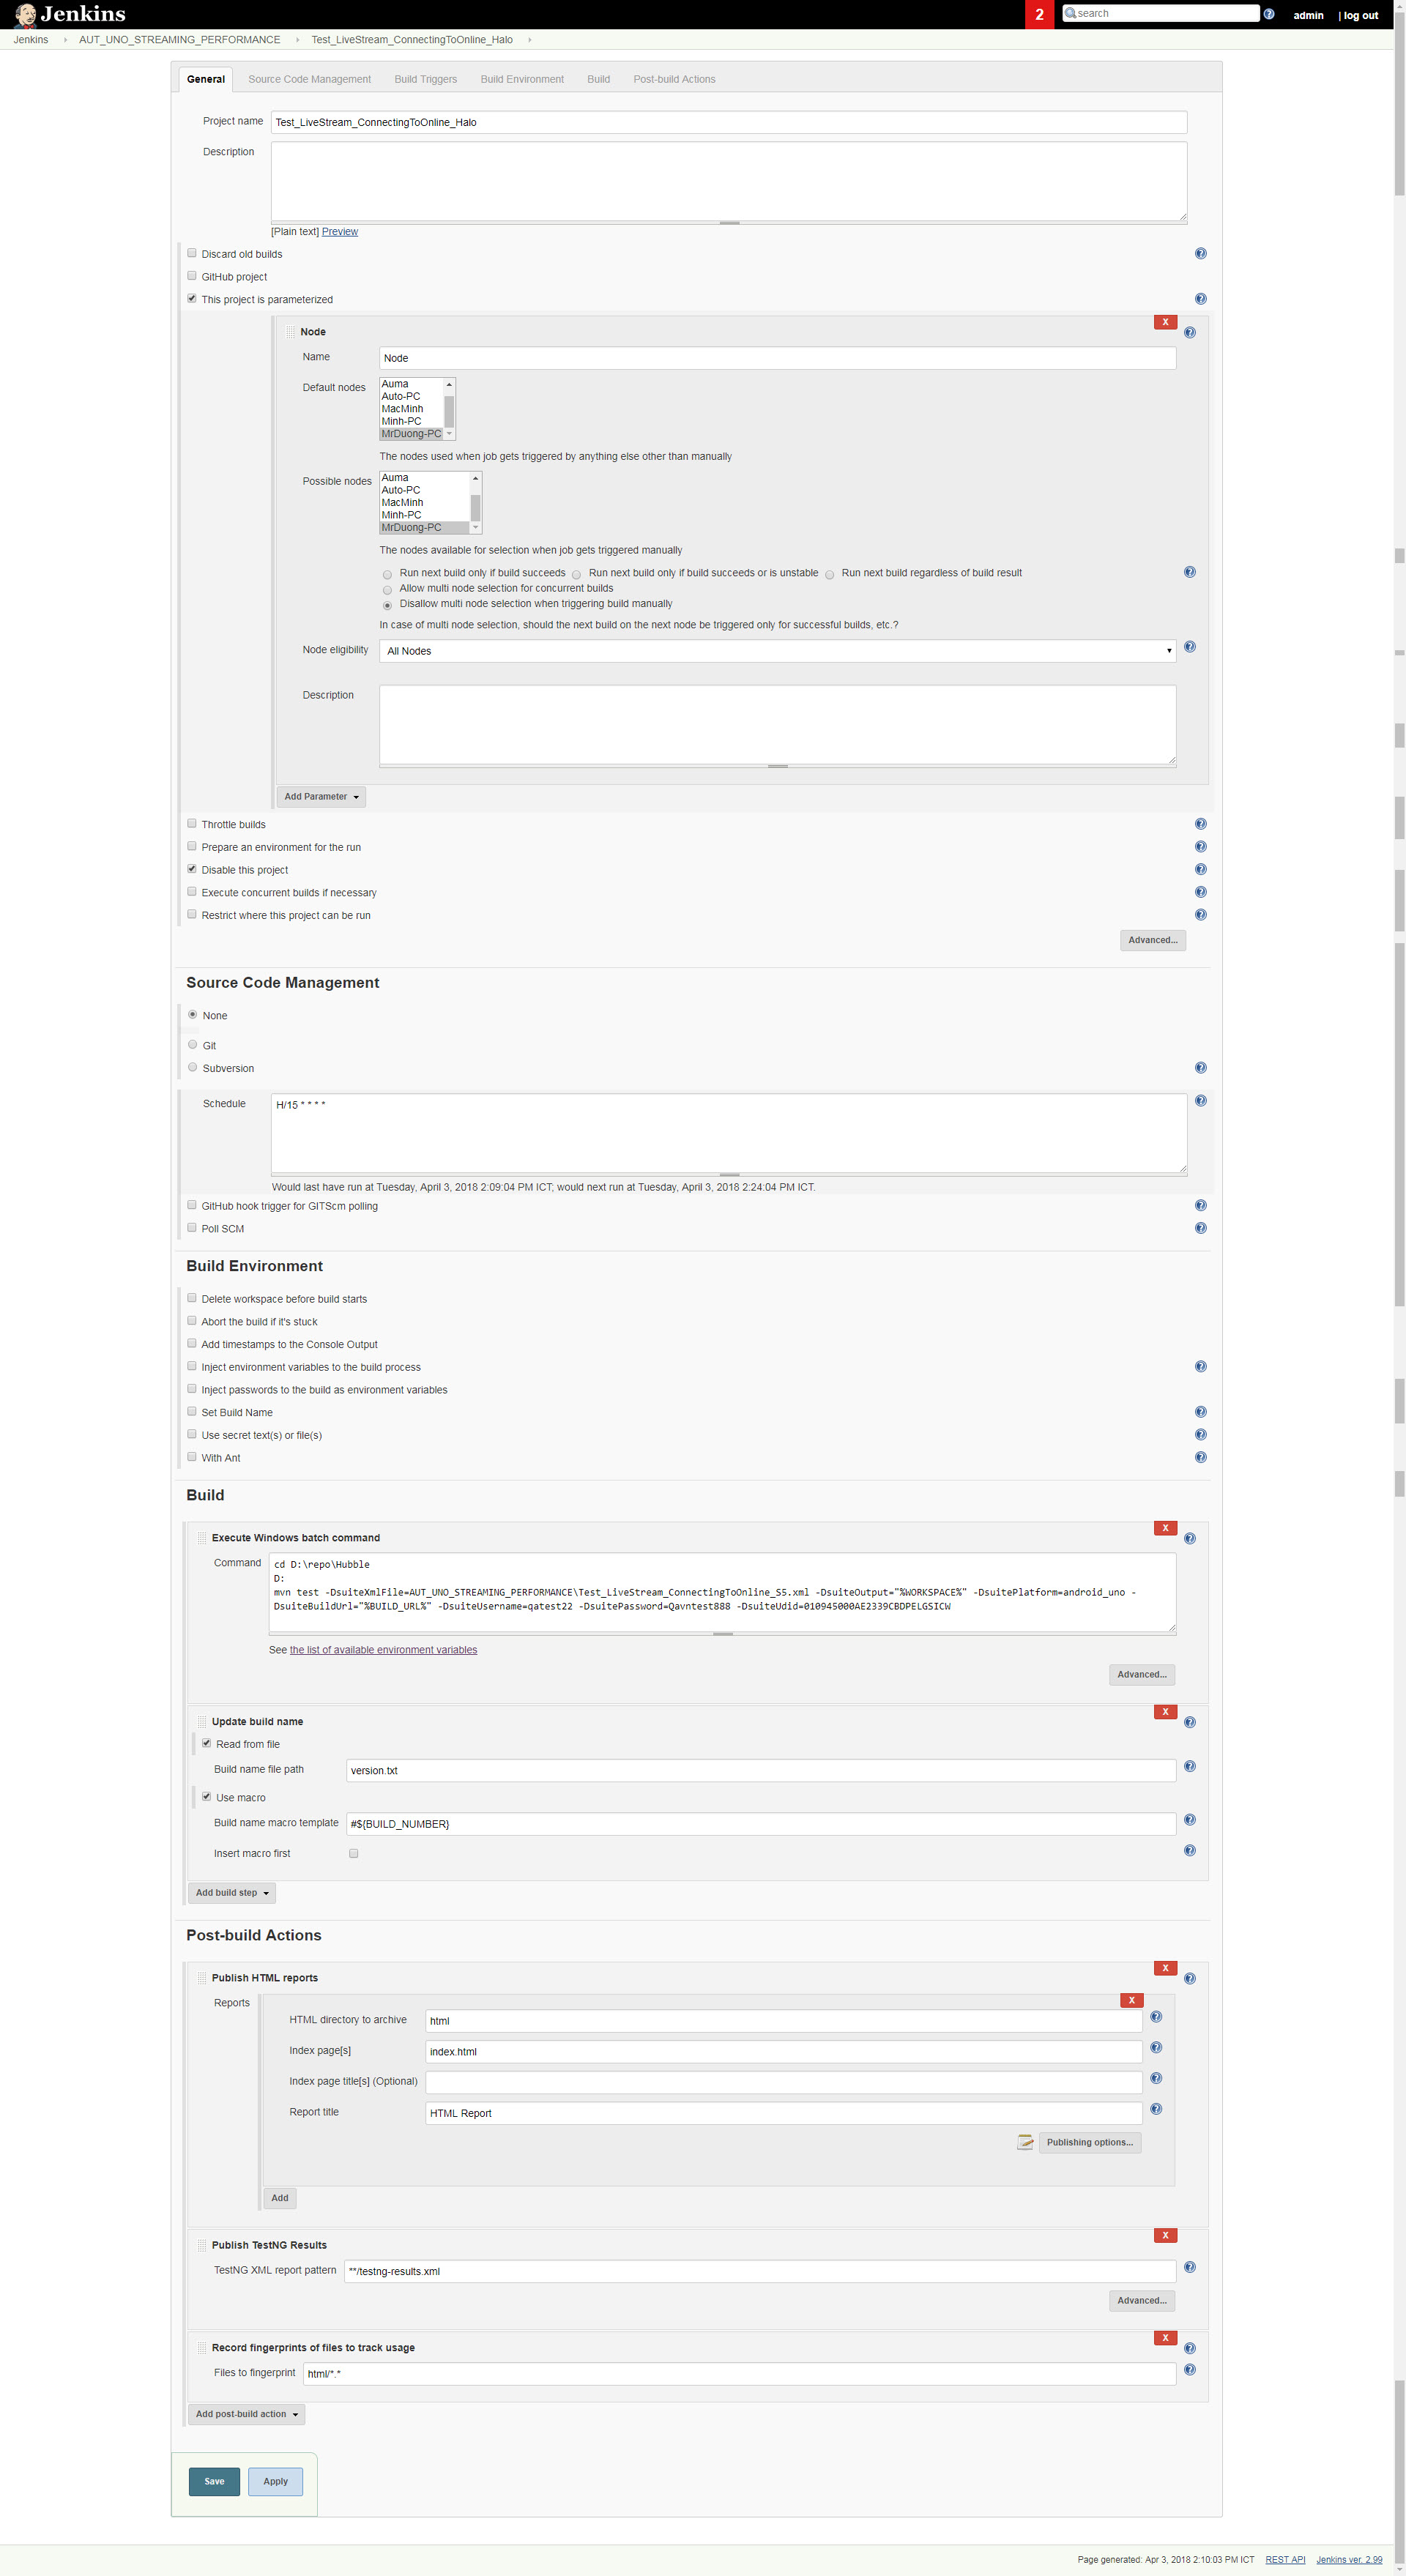 Jenkins
2
search
admin
| log out
Jenkins
AUT_UNO_STREAMING_PERFORMANCE
Test_LiveStream_ConnectingToOnline_Halo
General
Source Code Management
Build Triggers
Build Environment
Build
Post-build Actions
Project name
Test_LiveStream_ConnectingToOnline_Halo
Description
[Plain text] Preview
Discard old builds
GitHub project
This project is parameterized
X
Node
Name
Node
Default nodes
Auma
Auto-PC
MacMinh
Minh-PC
MrDuong-PC
The nodes used when job gets triggered by anything else other than manually
Possible nodes
Auma
Auto-PC
MacMinh
Minh-PC
MrDuong-PC
The nodes available for selection when job gets triggered manually
Run next build only if build succeeds
Run next build only if build succeeds or is unstable
Run next build regardless of build result
Allow multi node selection for concurrent builds
Disallow multi node selection when triggering build manually
In case of multi node selection, should the next build on the next node be triggered only for successful builds, etc.?
Node eligibility
All Nodes
Description
Add Parameter
Throttle builds
Prepare an environment for the run
Disable this project
Execute concurrent builds if necessary
Restrict where this project can be run
Advanced...
Source Code Management
None
Git
Subversion
Schedule
H/15 * * * *
Would last have run at Tuesday, April 3, 2018 2:09:04 PM ICT; would next run at Tuesday, April 3, 2018 2:24:04 PM ICT.
GitHub hook trigger for GITScm polling
Poll SCM
Build Environment
Delete workspace before build starts
Abort the build if it's stuck
Add timestamps to the Console Output
Inject environment variables to the build process
Inject passwords to the build as environment variables
Set Build Name
Use secret text(s) or file(s)
With Ant
Build
X
Execute Windows batch command
Command
cd D:\repo\Hubble
D:
mvn test -DsuiteXmlFile=AUT_UNO_STREAMING_PERFORMANCE\Test_LiveStream_ConnectingToOnline_S5.xml -DsuiteOutput="%WORKSPACE%" -DsuitePlatform=android_uno -
DsuiteBuildUrl="%BUILD_URL%" -DsuiteUsername=qatest22 -DsuitePassword=Qavntest888 -DsuiteUdid=010945000AE2339CBDPELGSICW
See the list of available environment variables
Advanced...
X
Update build name
Read from file
Build name file path
version.txt
Use macro
Build name macro template
#${BUILD_NUMBER}
Insert macro first
Add build step
Post-build Actions
X
Publish HTML reports
Reports
X
HTML directory to archive
html
Index page[s]
index.html
Index page title[s] (Optional)
Report title
HTML Report
Publishing options...
Add
X
Publish TestNG Results
TestNG XML report pattern
**/testng-results.xml
Advanced...
X
Record fingerprints of files to track usage
Files to fingerprint
html/*.*
Add post-build action
Save
Apply
Page generated: Apr 3, 2018 2:10:03 PM ICT
REST API
Jenkins ver. 2.99